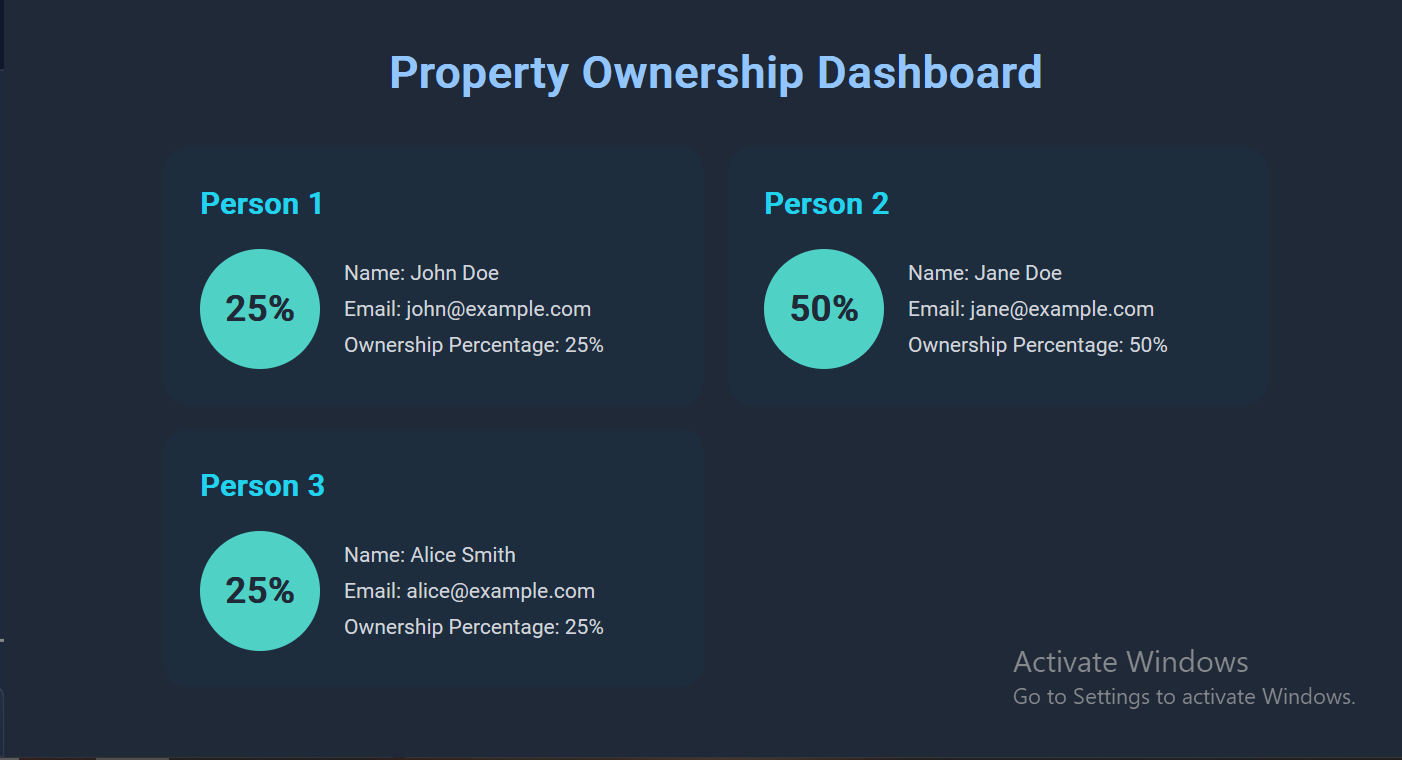 Property Ownership Dashboard
Person 1
25%
Name: John Doe
Email: john@example.com
Ownership Percentage: 25%
Person 2
50%
Name: Jane Doe
Email: jane@example.com
Ownership Percentage: 50%
Person 3
25%
Name: Alice Smith
Email: alice@example.com
Ownership Percentage: 25%
Activate Windows
Go to Settings to activate Windows.